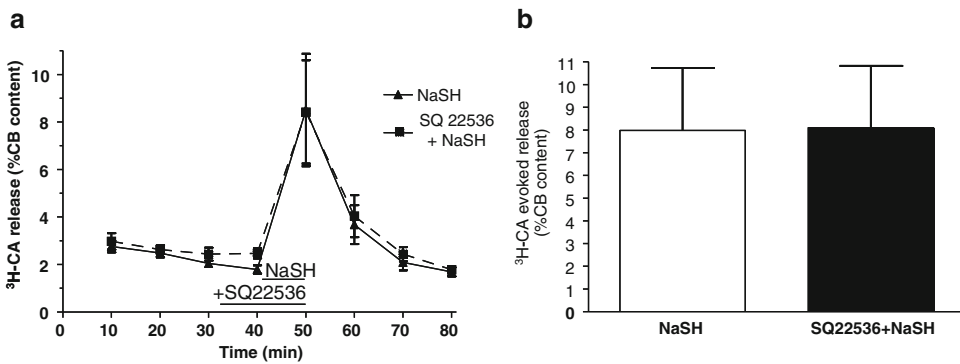 a
³H-CA release (%CB content)
10
8
6
4
2
0
NaSH
SQ 22536
+ NaSH
NaSH
+SQ22536
0 10 20 30 40 50 60 70 80
Time (min)
b
³H-CA evoked release
(%CB content)
11
10
9
8
7
6
5
4
3
2
1
0
NaSH SQ22536+NaSH